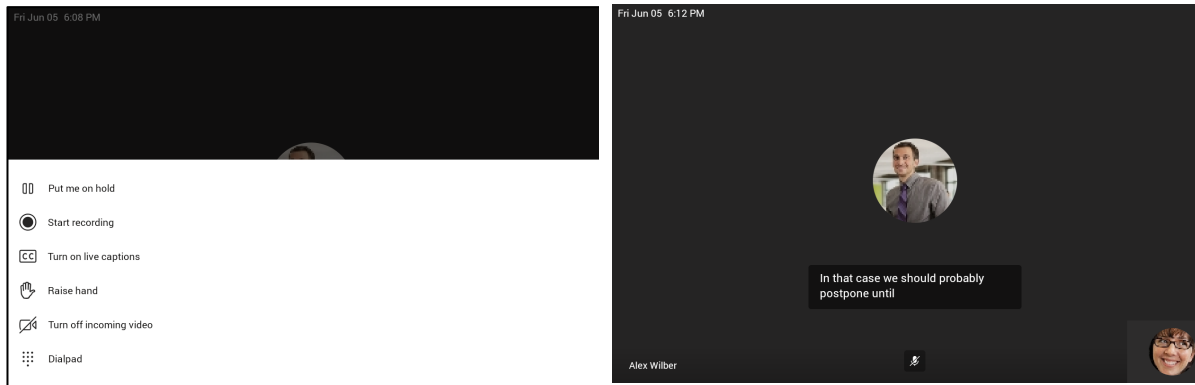 Fri Jun 05 6:08 PM
Put me on hold
Start recording
CC Turn on live captions
Raise hand
Turn off incoming video
Dialpad
Fri Jun 05 6:12 PM
In that case we should probably
postpone until
Alex Wilber